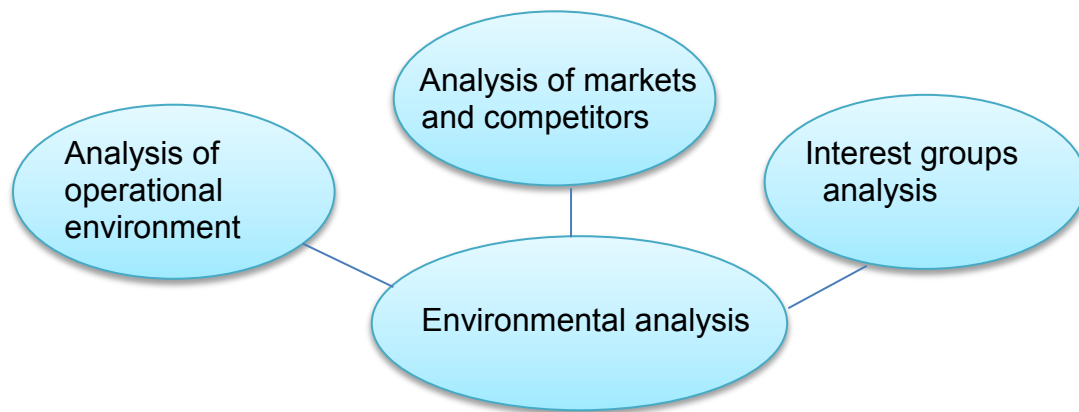 Analysis of markets
and competitors
Analysis of
operational
environment
Interest groups
analysis
Environmental analysis